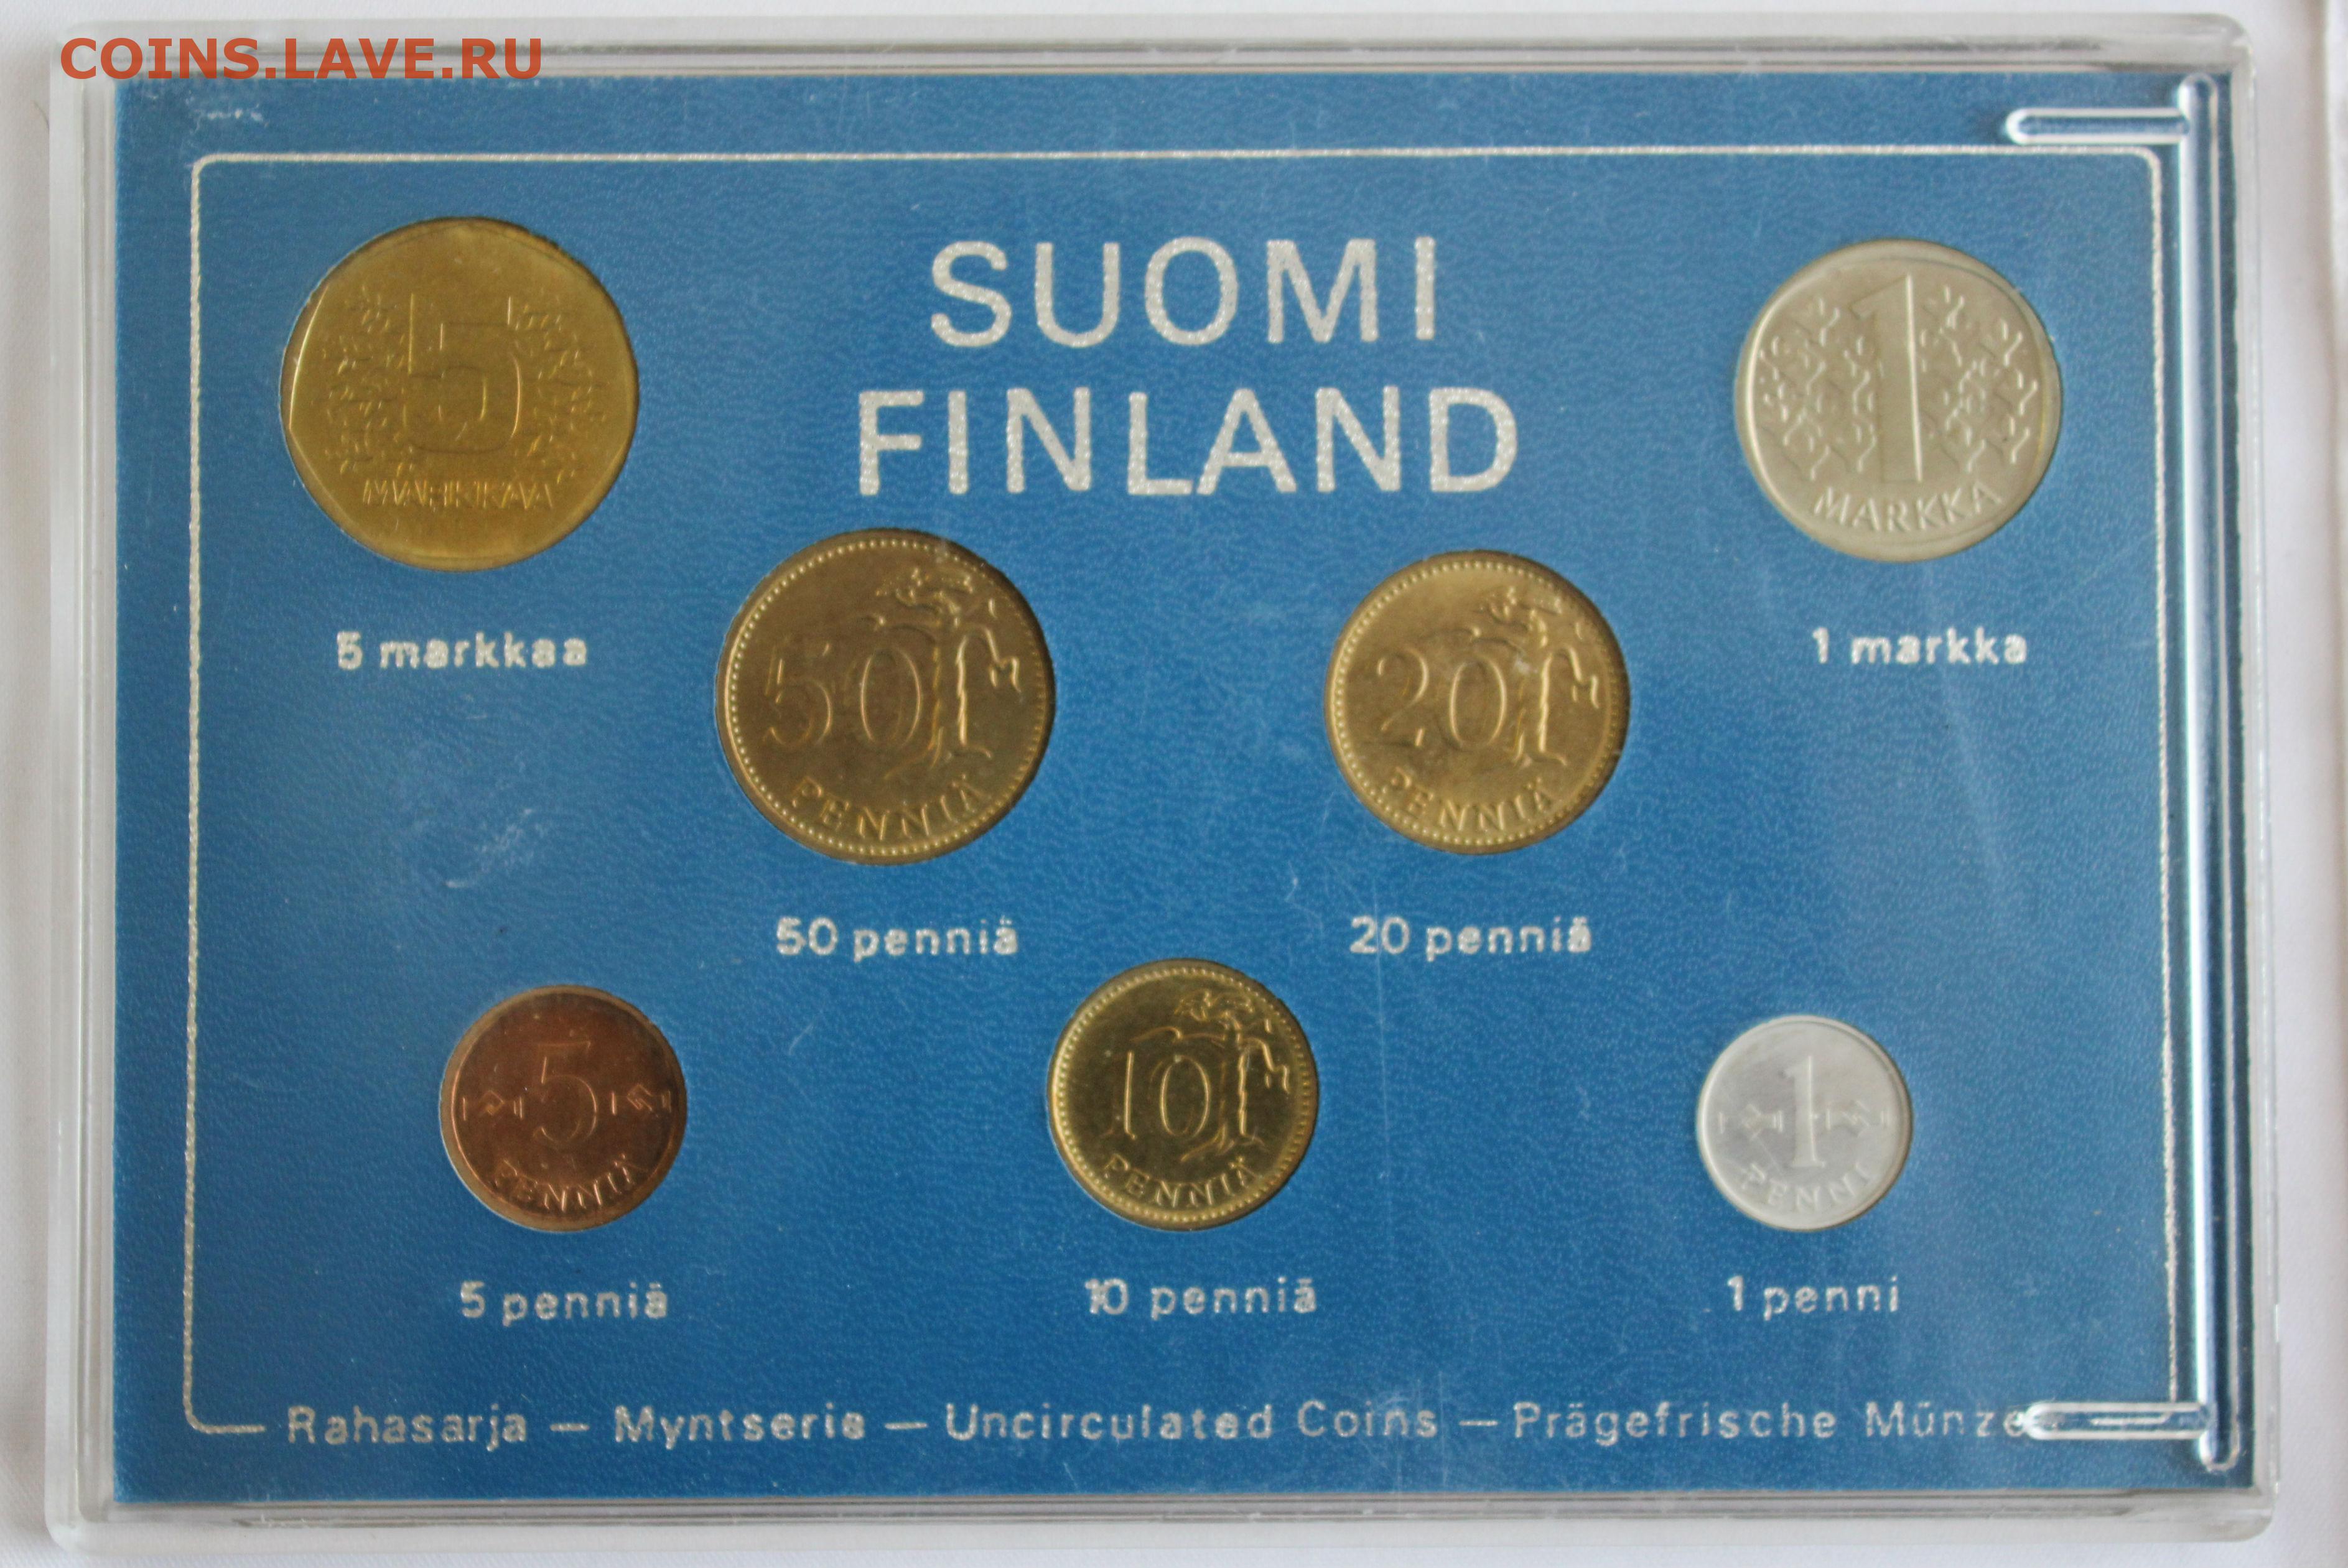 COINS.LAVE.RU
SUOMI
FINLAND
5
MARKKAA
1
MARKKA
5 markkaa
1 markka
50
PENNIÄ
20
PENNIÄ
50 penniä
20 penniä
5
PENNIÄ
10
PENNIÄ
1
PENNI
5 penniä
10 penniä
1 penni
Rahasarja — Myntserie — Uncirculated Coins — Prägefrische Münze